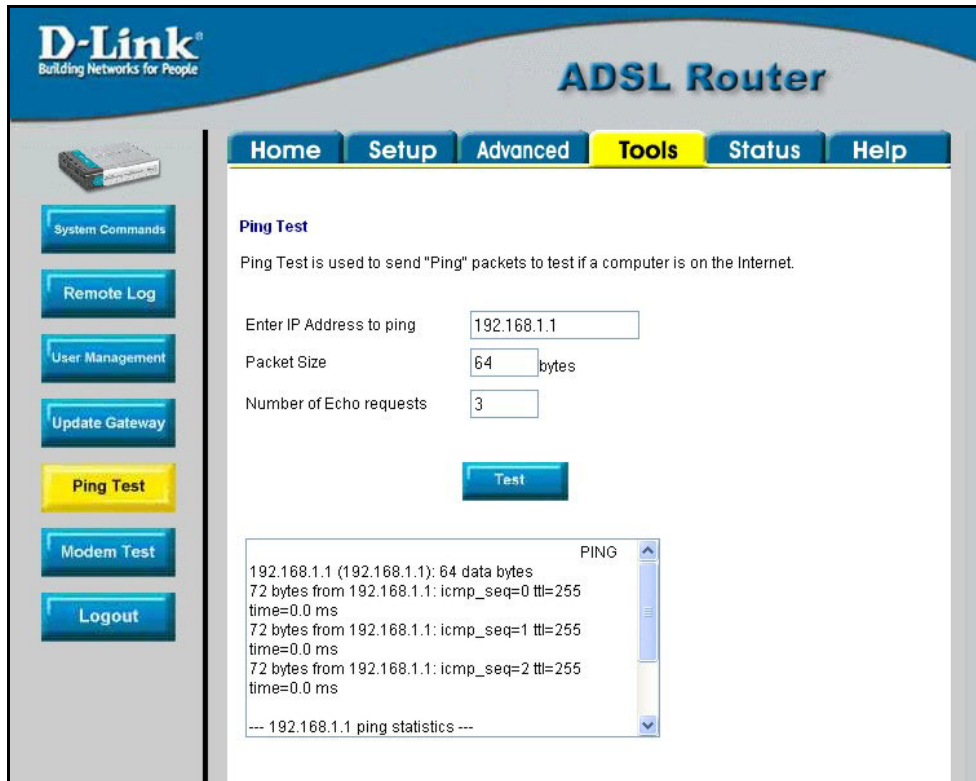 D-Link®
Building Networks for People
ADSL Router
Home Setup Advanced Tools Status Help
System Commands
Remote Log
User Management
Update Gateway
Ping Test
Modem Test
Logout
Ping Test
Ping Test is used to send "Ping" packets to test if a computer is on the Internet.
Enter IP Address to ping 192.168.1.1
Packet Size 64 bytes
Number of Echo requests 3
Test
PING
192.168.1.1 (192.168.1.1): 64 data bytes
72 bytes from 192.168.1.1: icmp_seq=0 ttl=255
time=0.0 ms
72 bytes from 192.168.1.1: icmp_seq=1 ttl=255
time=0.0 ms
72 bytes from 192.168.1.1: icmp_seq=2 ttl=255
time=0.0 ms
--- 192.168.1.1 ping statistics ---